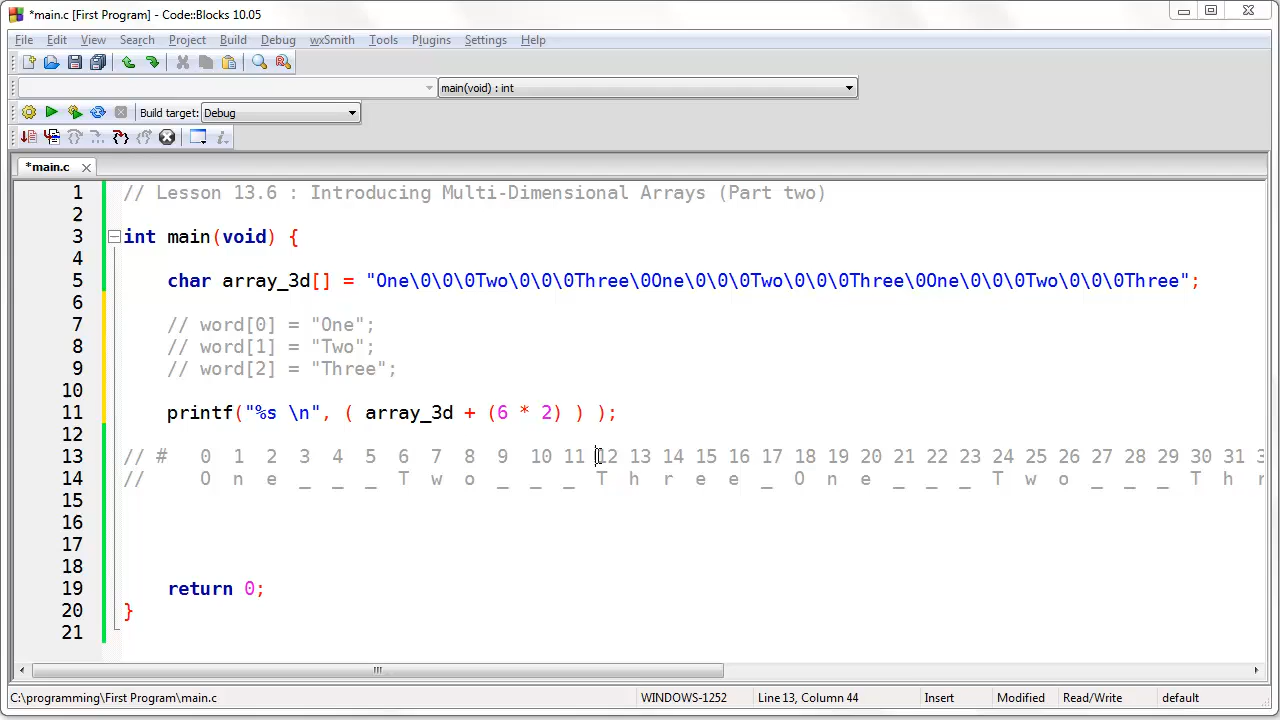 *main.c [First Program] - Code::Blocks 10.05
File Edit View Search Project Build Debug wxSmith Tools Plugins Settings Help
main(void) : int
Build target: Debug
*main.c
1 // Lesson 13.6 : Introducing Multi-Dimensional Arrays (Part two)
2
3 int main(void) {
4
5 char array_3d[] = "One\0\0\0Two\0\0\0Three\0One\0\0\0Two\0\0\0Three\0One\0\0\0Two\0\0\0Three";
6
7 // word[0] = "One";
8 // word[1] = "Two";
9 // word[2] = "Three";
10
11 printf("%s \n", ( array_3d + (6 * 2) ) );
12
13 // # 0 1 2 3 4 5 6 7 8 9 10 11 12 13 14 15 16 17 18 19 20 21 22 23 24 25 26 27 28 29 30 31
14 // O n e _ _ _ T w o _ _ _ T h r e e _ O n e _ _ _ T w o _ _ _ T h
15
16
17
18
19 return 0;
20 }
21
C:\programming\First Program\main.c WINDOWS-1252 Line 13, Column 44 Insert Modified Read/Write default